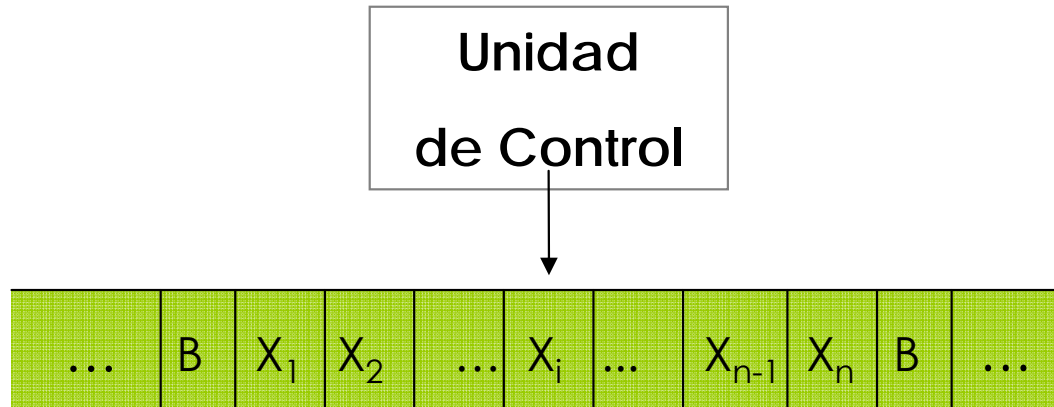 Unidad
de Control
... B X₁ X₂ ... Xᵢ ... Xₙ₋₁ Xₙ B ...